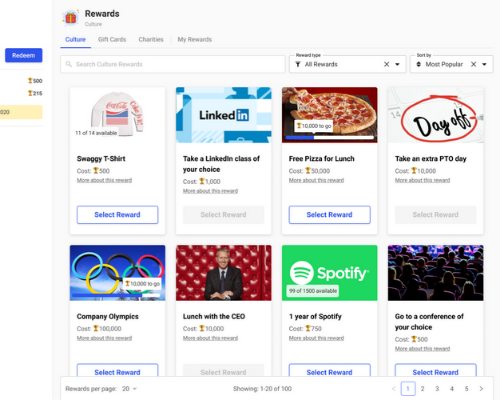 Rewards
Culture
Redeem
500
215
Culture
Gift Cards
Charities
My Rewards
Search Culture Rewards
Reward type
All Rewards
Sort by
Most Popular
11 of 14 available
LinkedIn
10,000 to go
Day off
Swaggy T-Shirt
Cost: 500
More about this reward
Select Reward
Take a LinkedIn class of
your choice
Cost: 1,000
More about this reward
Select Reward
Free Pizza for Lunch
Cost: 50,000
More about this reward
Select Reward
Take an extra PTO day
Cost: 10,000
More about this reward
Select Reward
10,000 to go
Spotify
99 of 1000 available
Company Olympics
Cost: 100,000
More about this reward
Select Reward
Lunch with the CEO
Cost: 10,000
More about this reward
Select Reward
1 year of Spotify
Cost: 750
More about this reward
Select Reward
Go to a conference of
your choice
Cost: 500
More about this reward
Select Reward
Rewards per page: 20
Showing: 1-20 of 100
1 2 3 4 5